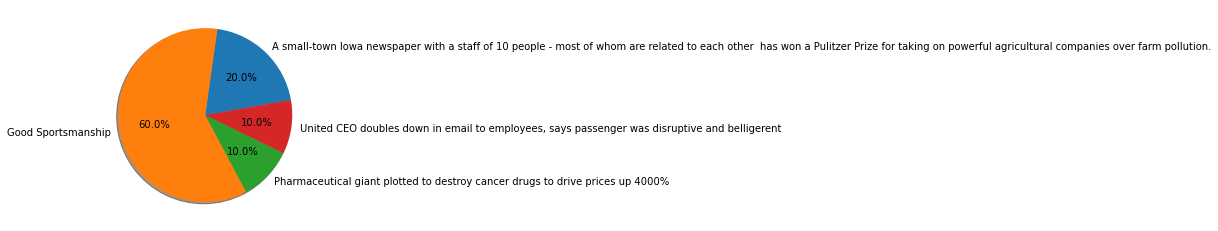 A small-town Iowa newspaper with a staff of 10 people - most of whom are related to each other  has won a Pulitzer Prize for taking on powerful agricultural companies over farm pollution.
20.0%
60.0%
10.0%
United CEO doubles down in email to employees, says passenger was disruptive and belligerent
Good Sportsmanship
10.0%
Pharmaceutical giant plotted to destroy cancer drugs to drive prices up 4000%